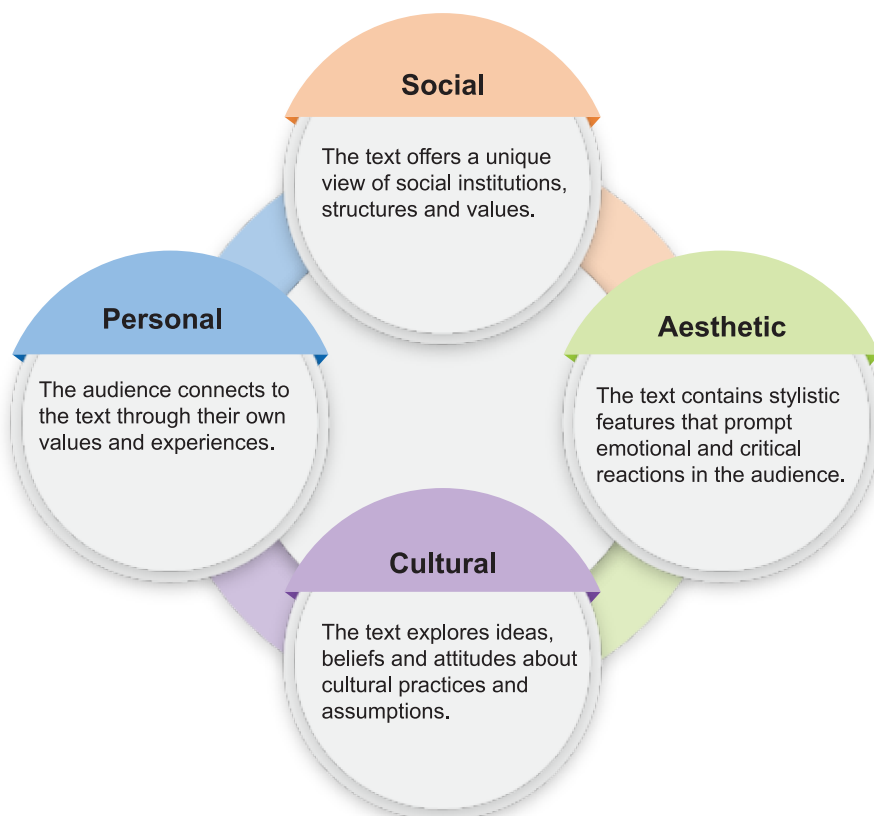 Social
The text offers a unique
view of social institutions,
structures and values.
Personal
The audience connects to
the text through their own
values and experiences.
Aesthetic
The text contains stylistic
features that prompt
emotional and critical
reactions in the audience.
Cultural
The text explores ideas,
beliefs and attitudes about
cultural practices and
assumptions.